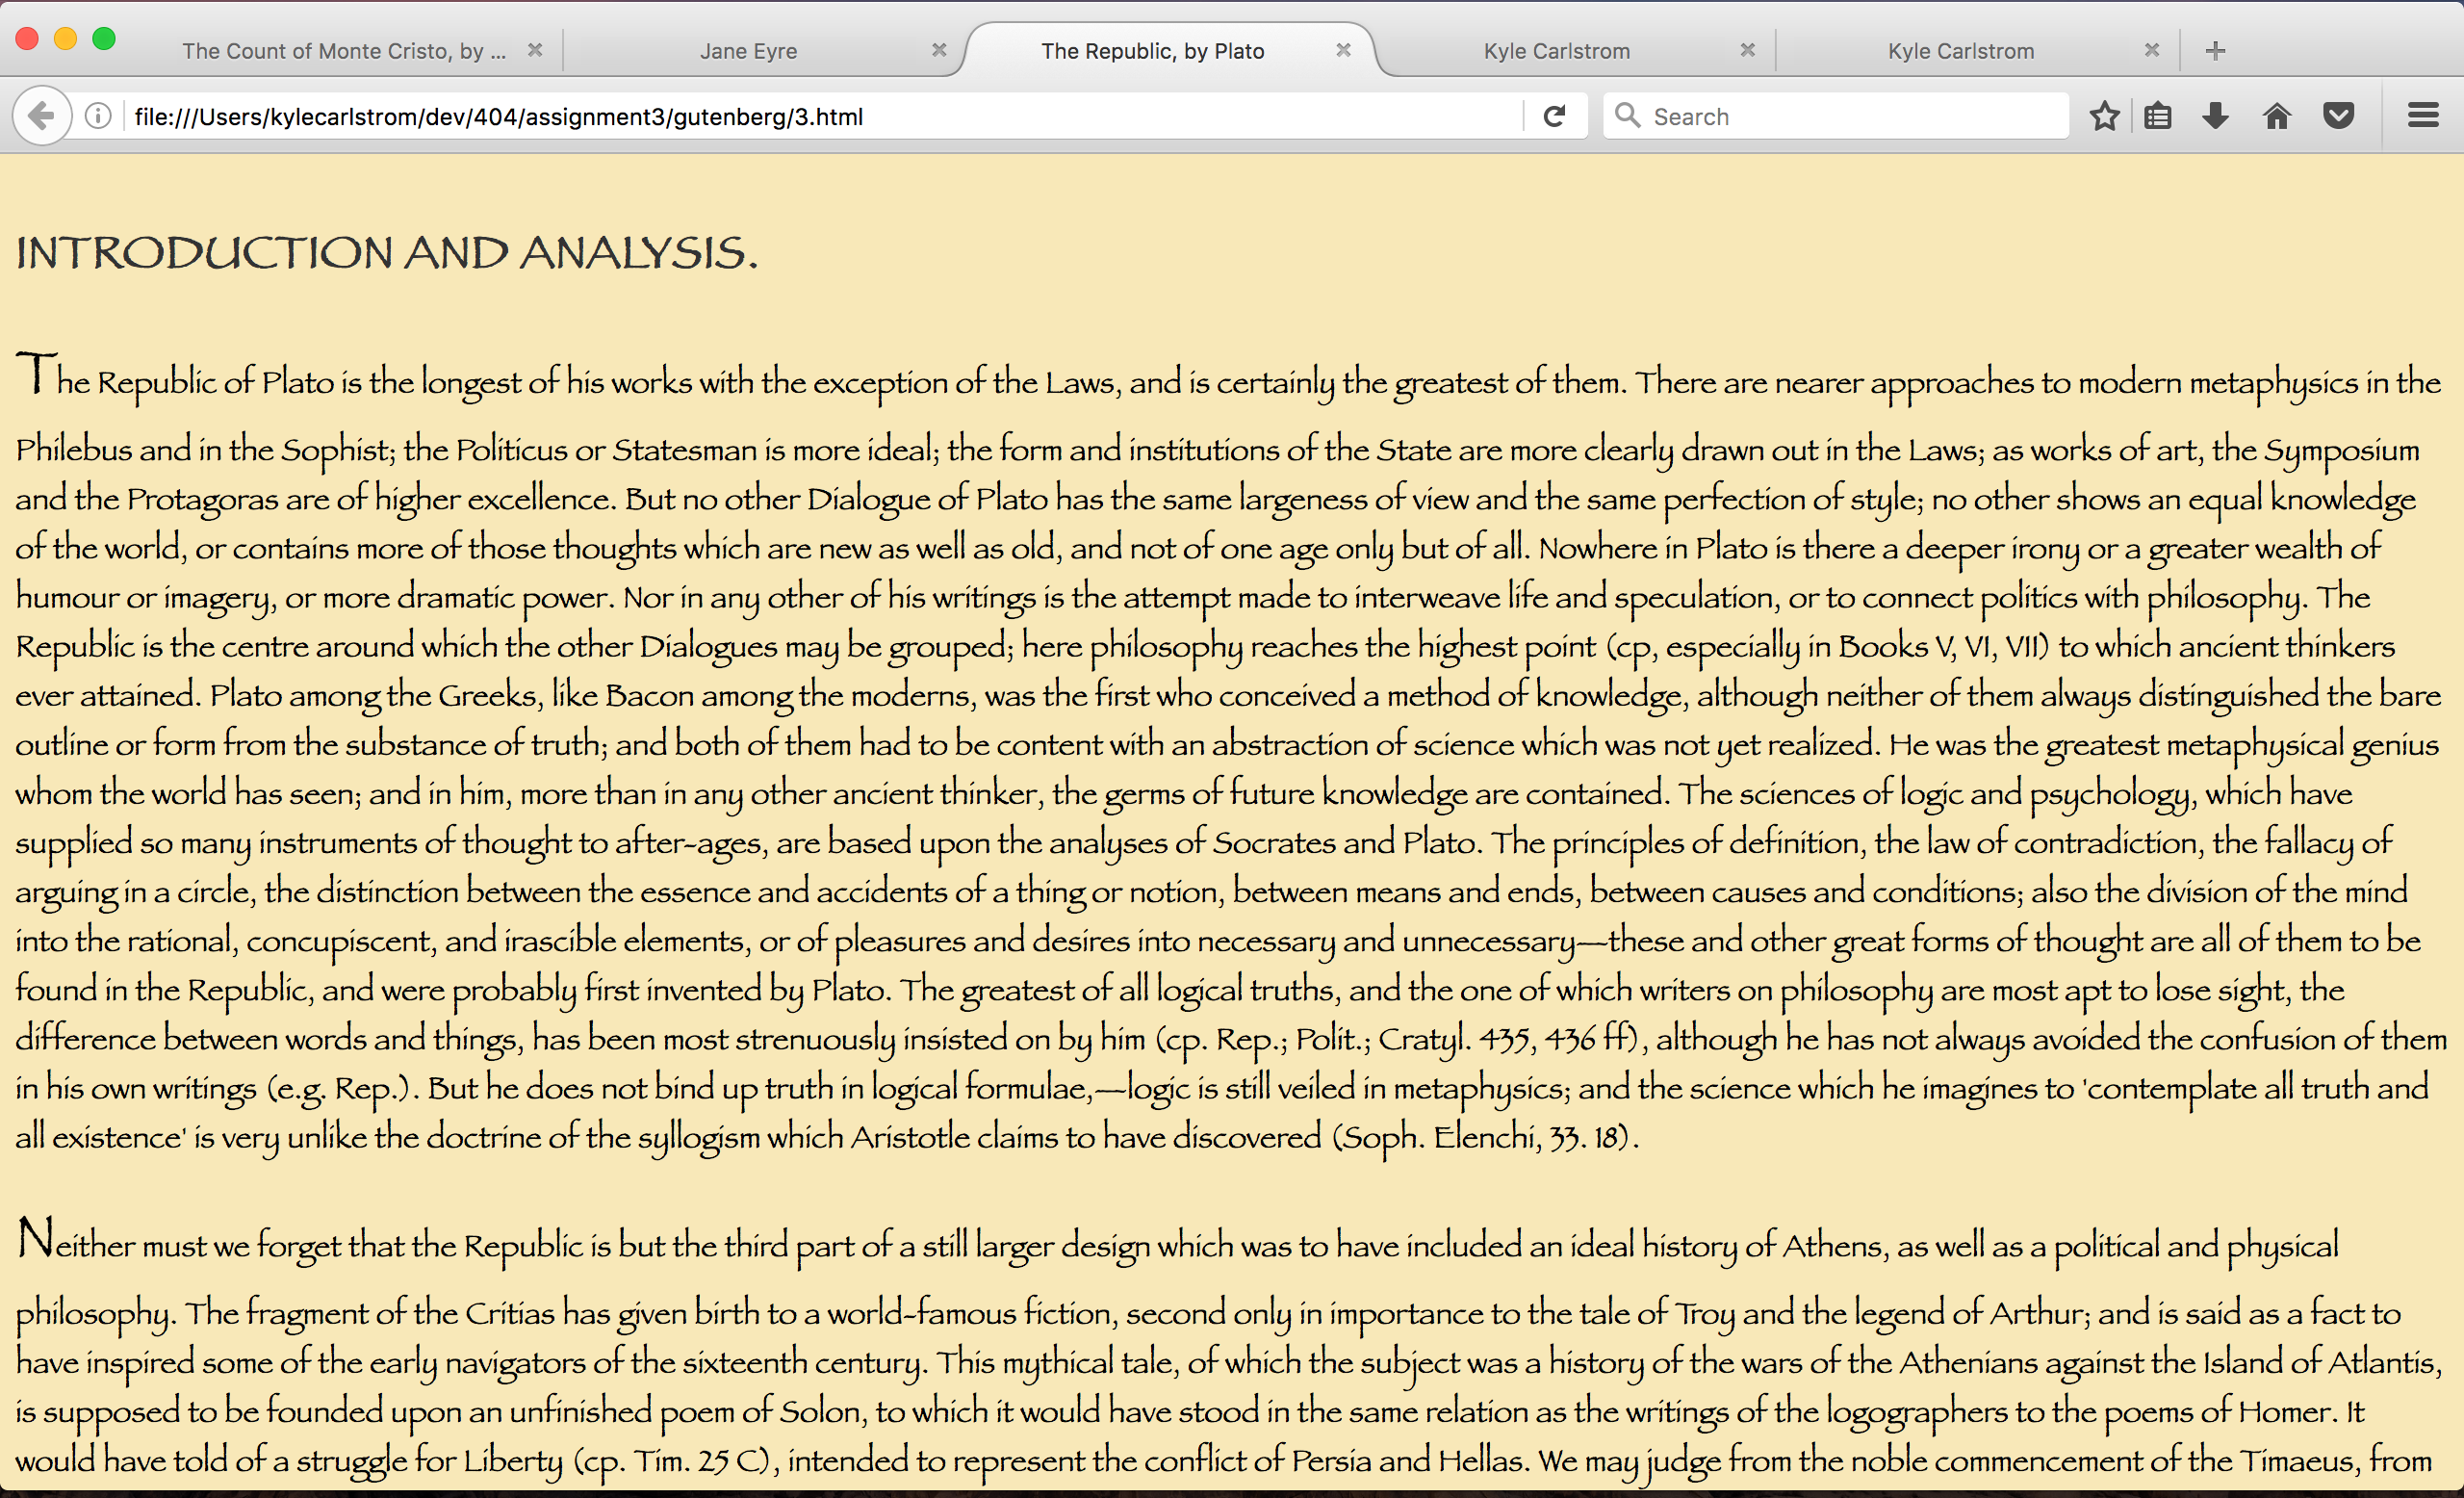 The Count of Monte Cristo, by ...
Jane Eyre
The Republic, by Plato
Kyle Carlstrom
Kyle Carlstrom
file:///Users/kylecarlstrom/dev/404/assignment3/gutenberg/3.html
Search
INTRODUCTION AND ANALYSIS.
The Republic of Plato is the longest of his works with the exception of the Laws, and is certainly the greatest of them. There are nearer approaches to modern metaphysics in the
Philebus and in the Sophist; the Politicus or Statesman is more ideal; the form and institutions of the State are more clearly drawn out in the Laws; as works of art, the Symposium
and the Protagoras are of higher excellence. But no other Dialogue of Plato has the same largeness of view and the same perfection of style; no other shows an equal knowledge
of the world, or contains more of those thoughts which are new as well as old, and not of one age only but of all. Nowhere in Plato is there a deeper irony or a greater wealth of
humour or imagery, or more dramatic power. Nor in any other of his writings is the attempt made to interweave life and speculation, or to connect politics with philosophy. The
Republic is the centre around which the other Dialogues may be grouped; here philosophy reaches the highest point (cp, especially in Books V, VI, VII) to which ancient thinkers
ever attained. Plato among the Greeks, like Bacon among the moderns, was the first who conceived a method of knowledge, although neither of them always distinguished the bare
outline or form from the substance of truth; and both of them had to be content with an abstraction of science which was not yet realized. He was the greatest metaphysical genius
whom the world has seen; and in him, more than in any other ancient thinker, the germs of future knowledge are contained. The sciences of logic and psychology, which have
supplied so many instruments of thought to after-ages, are based upon the analyses of Socrates and Plato. The principles of definition, the law of contradiction, the fallacy of
arguing in a circle, the distinction between the essence and accidents of a thing or notion, between means and ends, between causes and conditions; also the division of the mind
into the rational, concupiscent, and irascible elements, or of pleasures and desires into necessary and unnecessary—these and other great forms of thought are all of them to be
found in the Republic, and were probably first invented by Plato. The greatest of all logical truths, and the one of which writers on philosophy are most apt to lose sight, the
difference between words and things, has been most strenuously insisted on by him (cp. Rep.; Polit.; Cratyl. 435, 436 ff), although he has not always avoided the confusion of them
in his own writings (e.g. Rep.). But he does not bind up truth in logical formulae,—logic is still veiled in metaphysics; and the science which he imagines to 'contemplate all truth and
all existence' is very unlike the doctrine of the syllogism which Aristotle claims to have discovered (Soph. Elenchi, 33. 18).
Neither must we forget that the Republic is but the third part of a still larger design which was to have included an ideal history of Athens, as well as a political and physical
philosophy. The fragment of the Critias has given birth to a world-famous fiction, second only in importance to the tale of Troy and the legend of Arthur; and is said as a fact to
have inspired some of the early navigators of the sixteenth century. This mythical tale, of which the subject was a history of the wars of the Athenians against the Island of Atlantis,
is supposed to be founded upon an unfinished poem of Solon, to which it would have stood in the same relation as the writings of the logographers to the poems of Homer. It
would have told of a struggle for Liberty (cp. Tim. 25 C), intended to represent the conflict of Persia and Hellas. We may judge from the noble commencement of the Timaeus, from